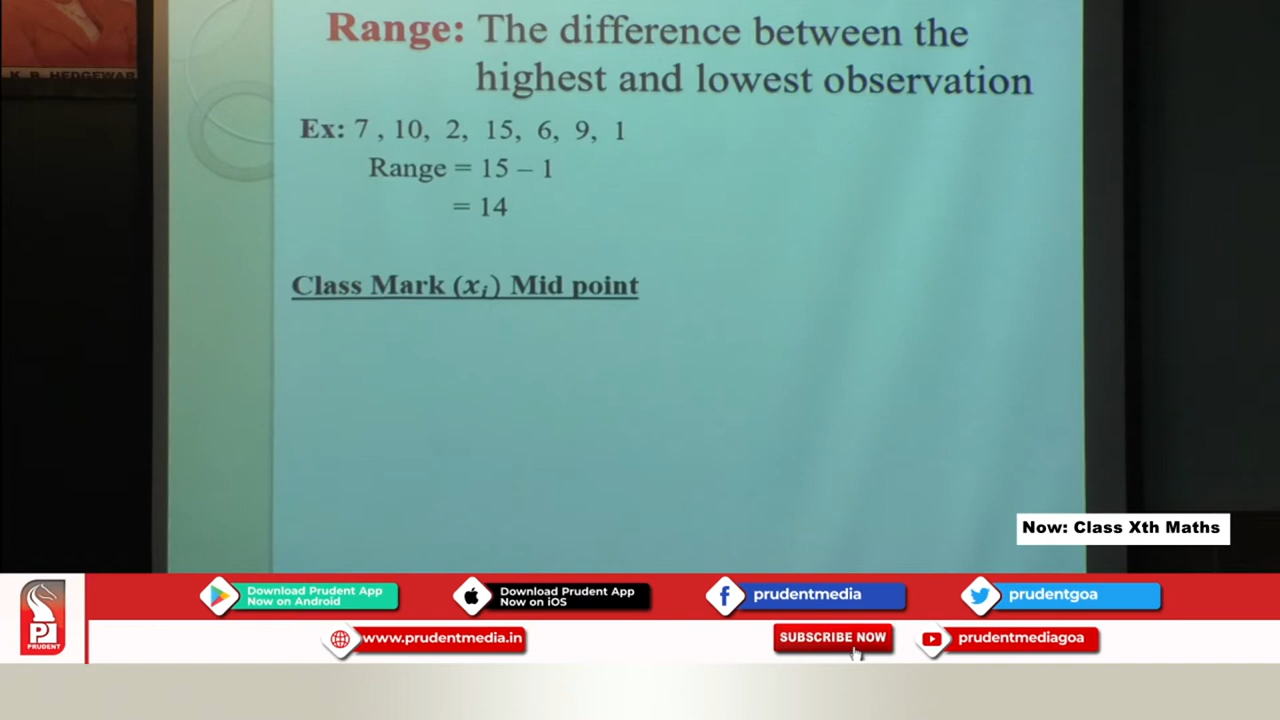 K. B. HEDGEWAR
Range: The difference between the
highest and lowest observation
Ex: 7 , 10, 2, 15, 6, 9, 1
Range = 15 – 1
= 14
Class Mark (xᵢ) Mid point
Now: Class Xth Maths
Download Prudent App
Now on Android
Download Prudent App
Now on iOS
prudentmedia
prudentgoa
PRUDENT
www.prudentmedia.in
SUBSCRIBE NOW
prudentmediagoa